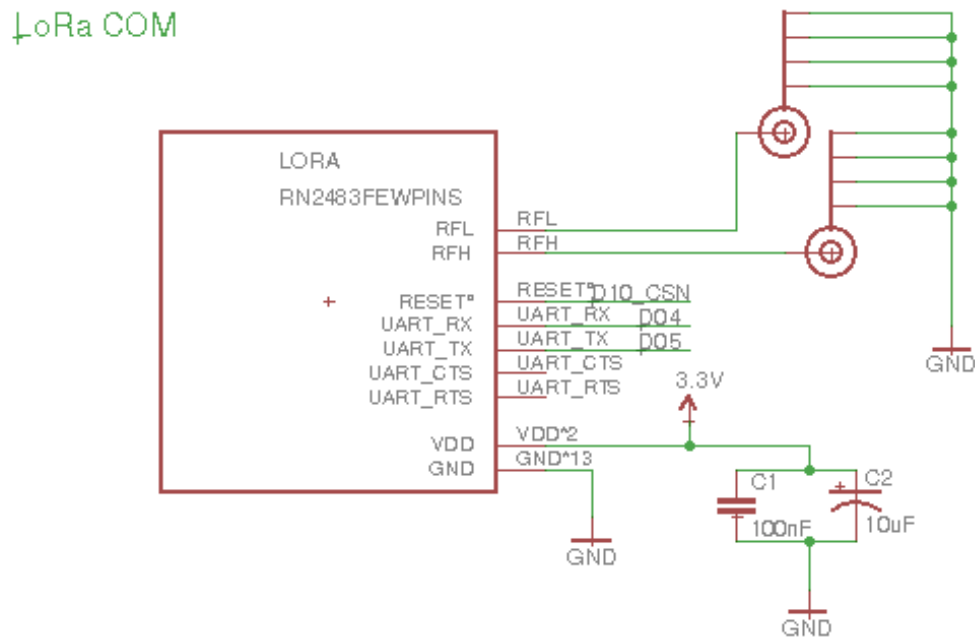 LoRa COM
LORA
RN2483FEWPINS
RFL RFL
RFH RFH
RESET° RESET° D10_CSN
UART_RX UART_RX D04
UART_TX UART_TX D05
UART_CTS UART_CTS
UART_RTS UART_RTS
GND
3.3V
VDD VDD*2
GND GND*13
C1 C2
100nF 10uF
GND
GND